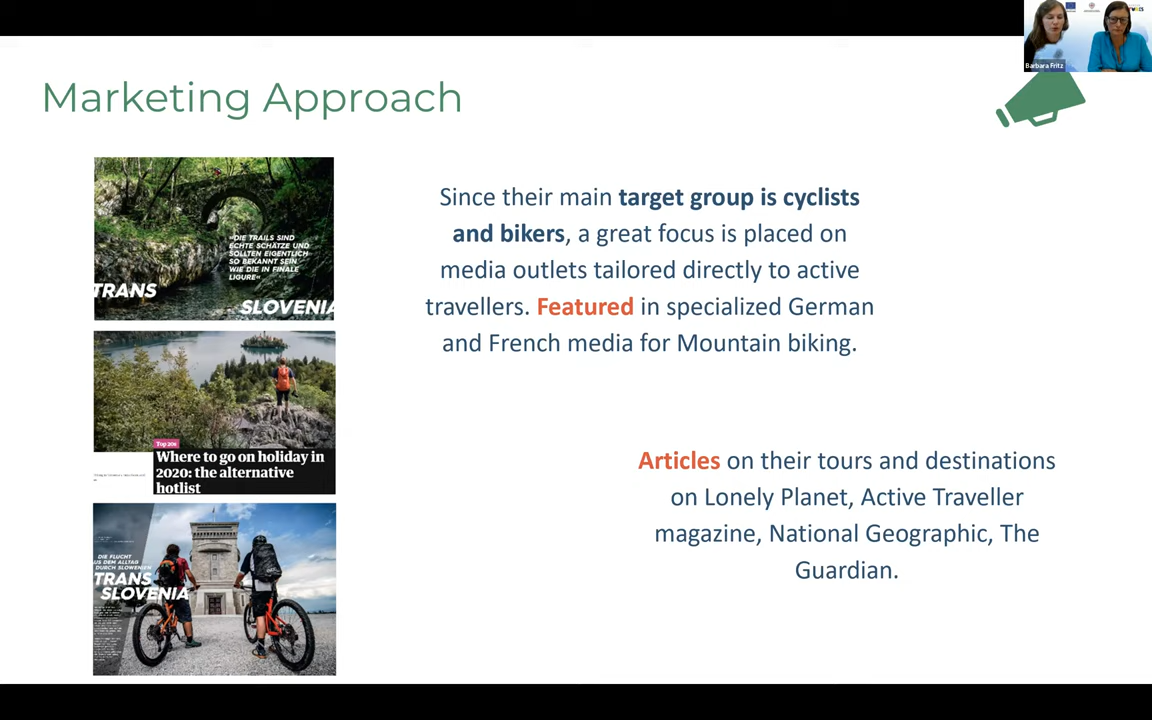 Barbara Fritz
Marketing Approach
»DIE TRAILS SIND
ECHTE SCHÄTZE UND
SOLLTEN EIGENTLICH
SO BEKANNT SEIN
WIE DIE IN FINALE
LIGURE«
TRANS
SLOVENIA
Top 20s
Where to go on holiday in
2020: the alternative
hotlist
DIE FLUCHT
AUS DEM ALLTAG
DURCH SLOWENIEN
TRANS
SLOVENIA
Since their main target group is cyclists
and bikers, a great focus is placed on
media outlets tailored directly to active
travellers. Featured in specialized German
and French media for Mountain biking.
Articles on their tours and destinations
on Lonely Planet, Active Traveller
magazine, National Geographic, The
Guardian.